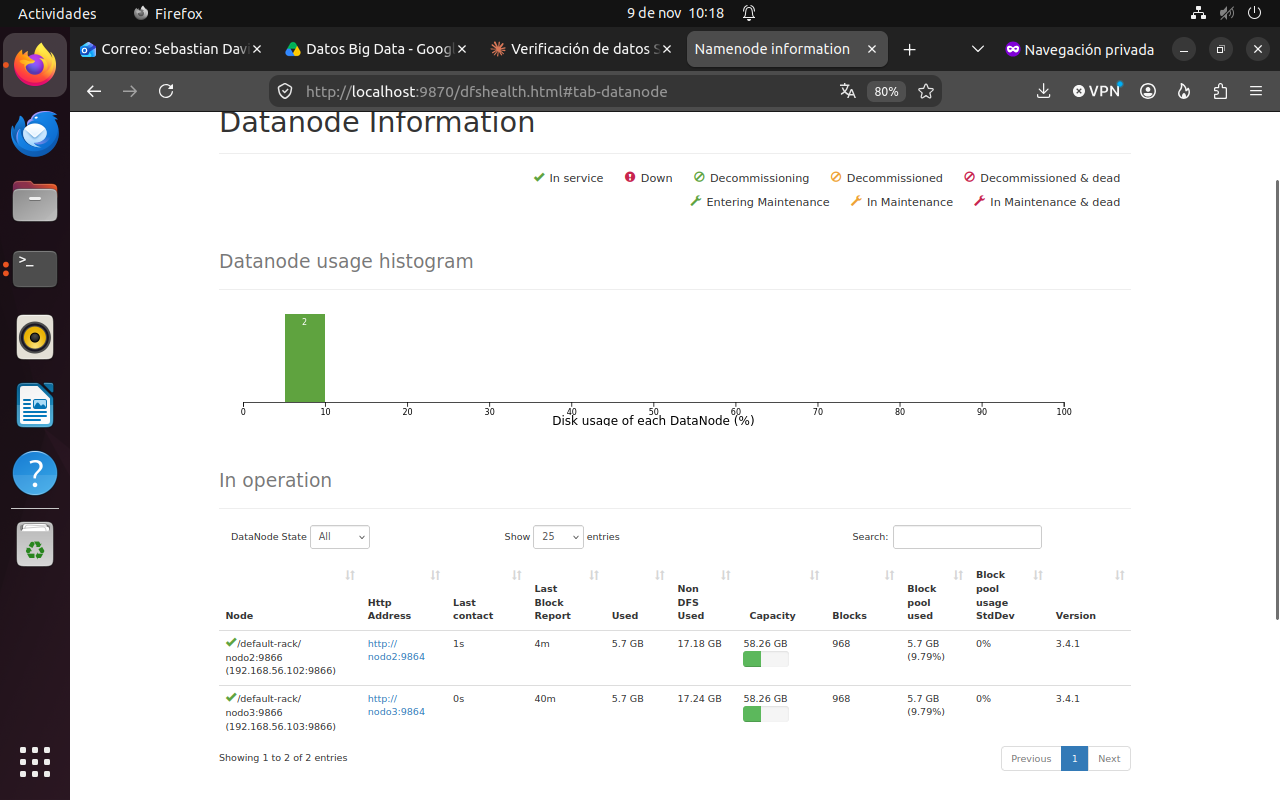 Actividades
Firefox
9 de nov 10:18
Correo: Sebastian Davi
Datos Big Data - Googl
Verificación de datos S
Namenode information
Navegación privada
http://localhost:9870/dfshealth.html#tab-datanode
80%
VPN
Datanode Information
In service
Down
Decommissioning
Decommissioned
Decommissioned & dead
Entering Maintenance
In Maintenance
In Maintenance & dead
Datanode usage histogram
2
0 10 20 30 40 50 60 70 80 90 100
Disk usage of each DataNode (%)
In operation
DataNode State All
Show 25 entries
Search:
Node
Http
Address
Last
contact
Last
Block
Report
Used
Non
DFS
Used
Capacity
Blocks
Block
pool
used
Block
pool
usage
StdDev
Version
/default-rack/
nodo2:9866
(192.168.56.102:9866)
http://
nodo2:9864
1s
4m
5.7 GB
17.18 GB
58.26 GB
968
5.7 GB
(9.79%)
0%
3.4.1
/default-rack/
nodo3:9866
(192.168.56.103:9866)
http://
nodo3:9864
0s
40m
5.7 GB
17.24 GB
58.26 GB
968
5.7 GB
(9.79%)
0%
3.4.1
Showing 1 to 2 of 2 entries
Previous
1
Next